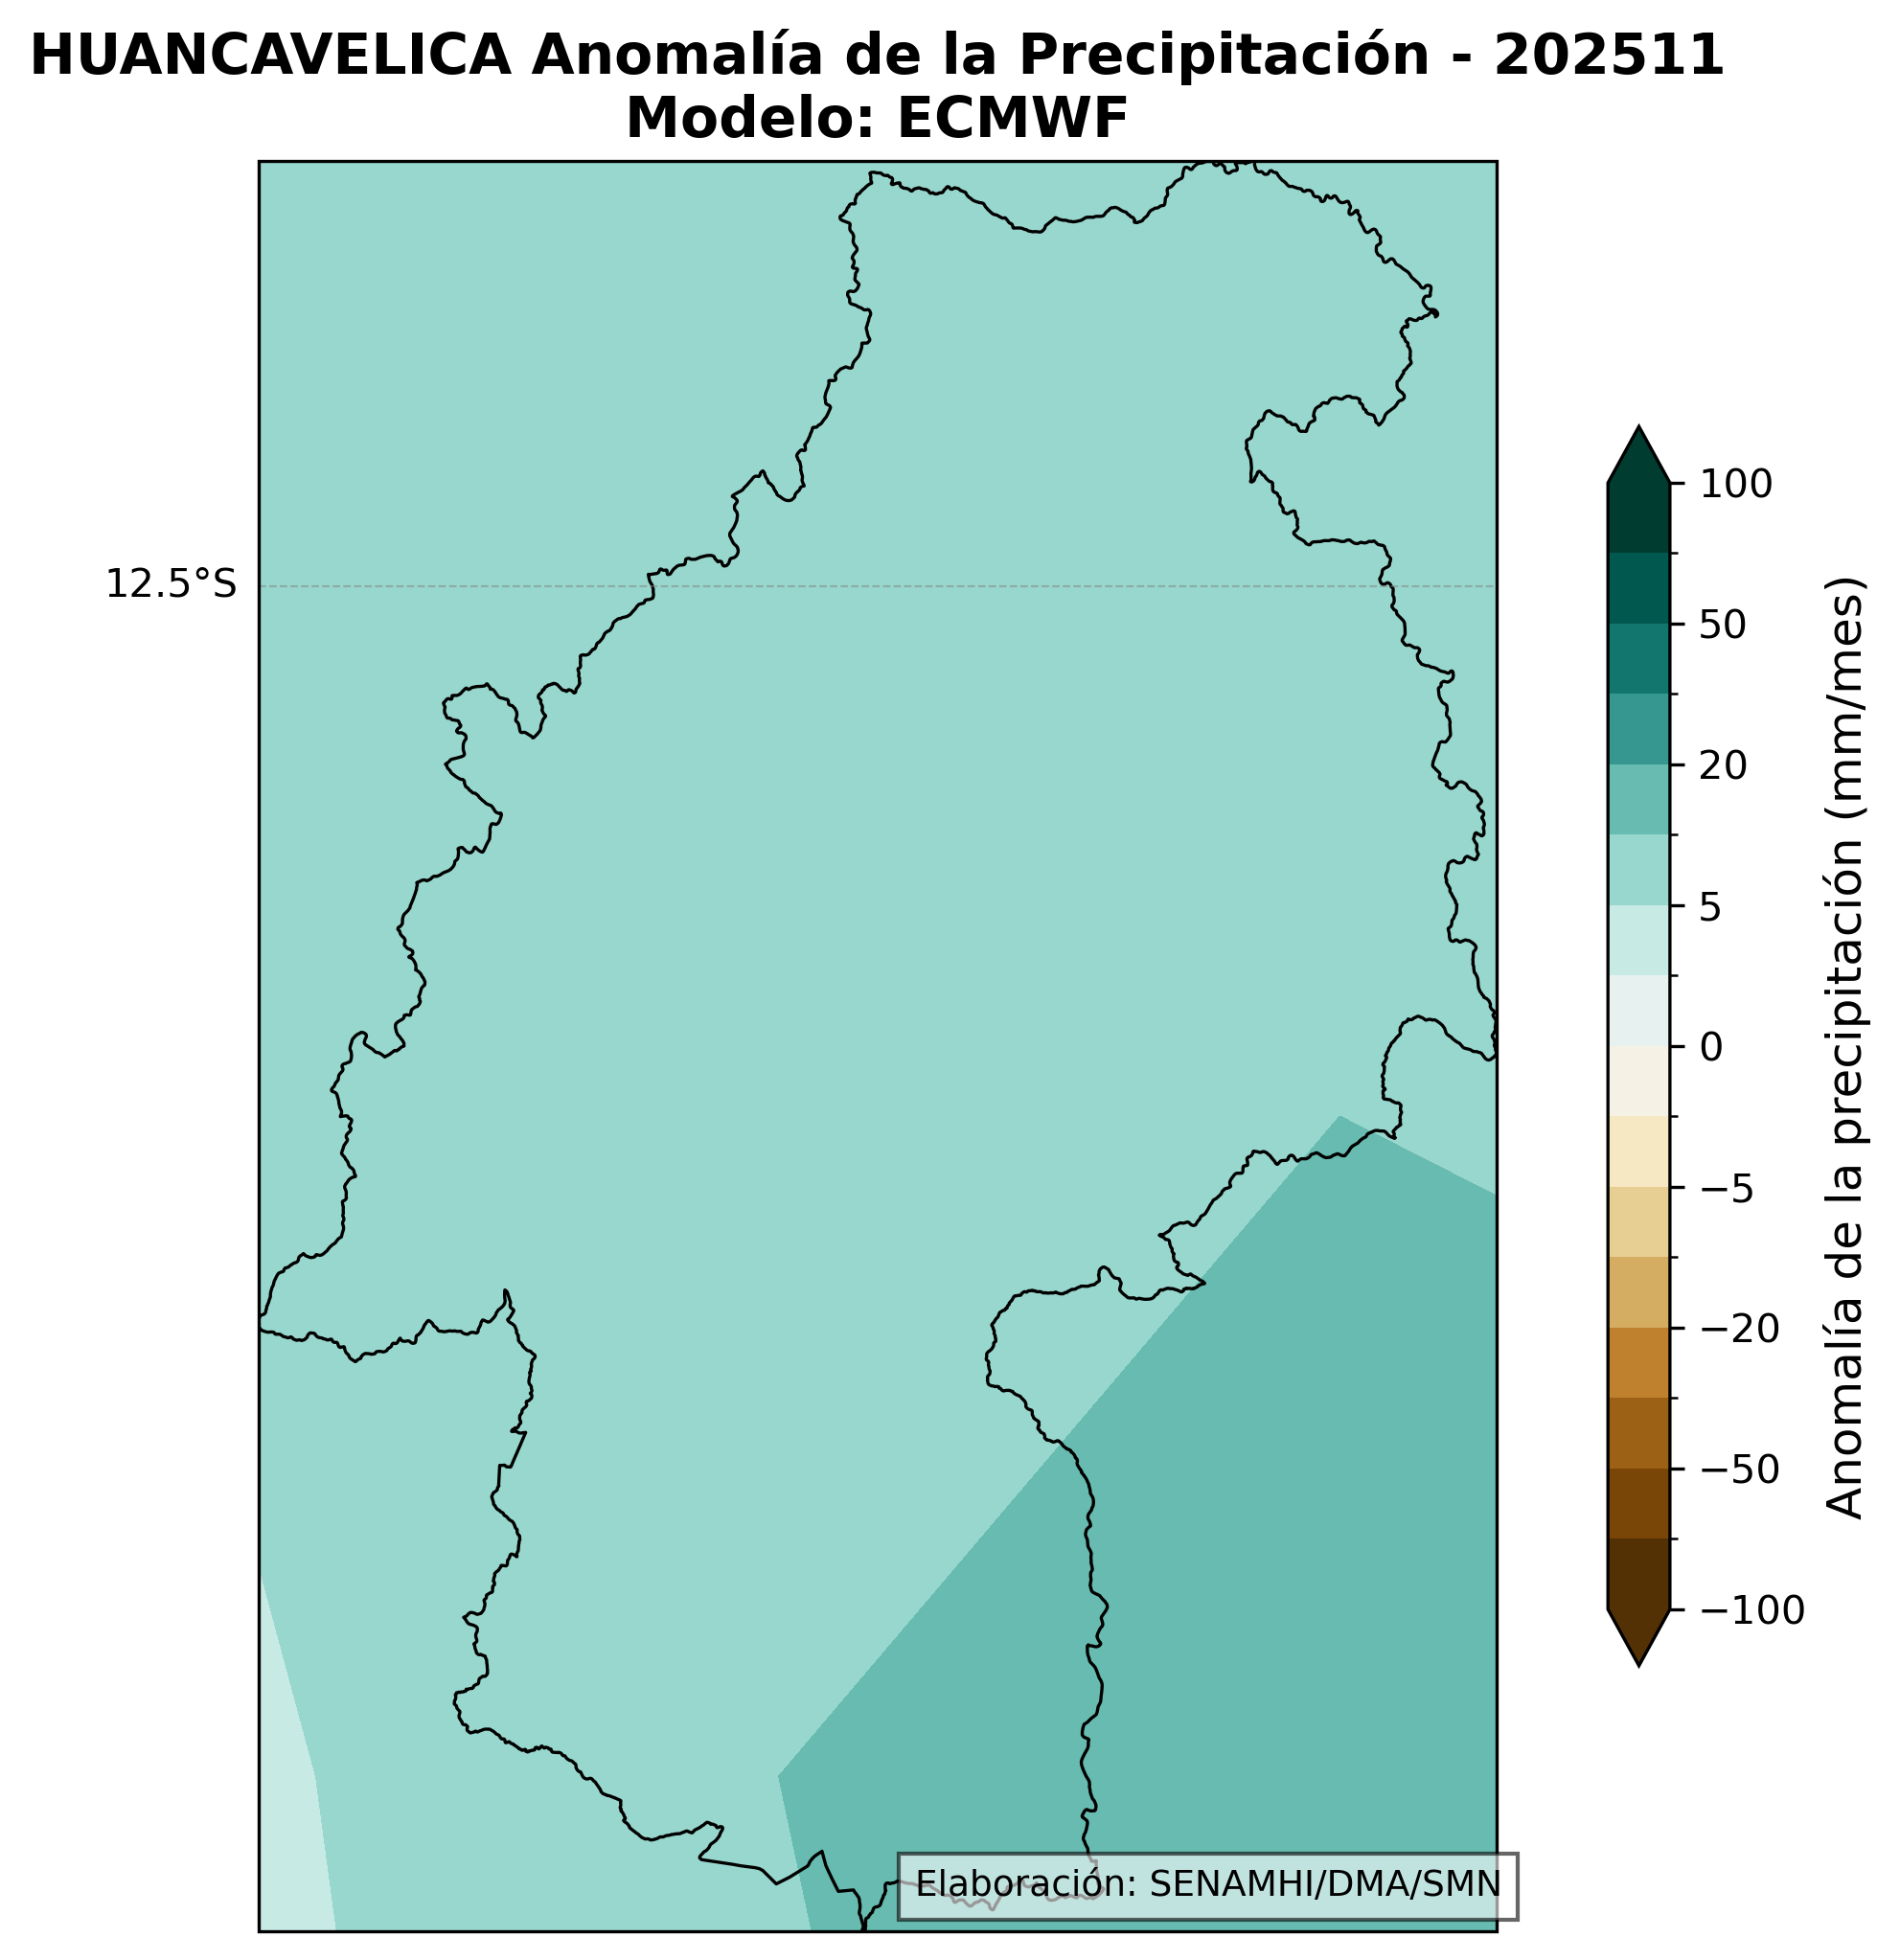 HUANCAVELICA Anomalía de la Precipitación - 202511
Modelo: ECMWF
12.5°S
100
50
20
5
0
−5
−20
−50
−100
Anomalía de la precipitación (mm/mes)
Elaboración: SENAMHI/DMA/SMN